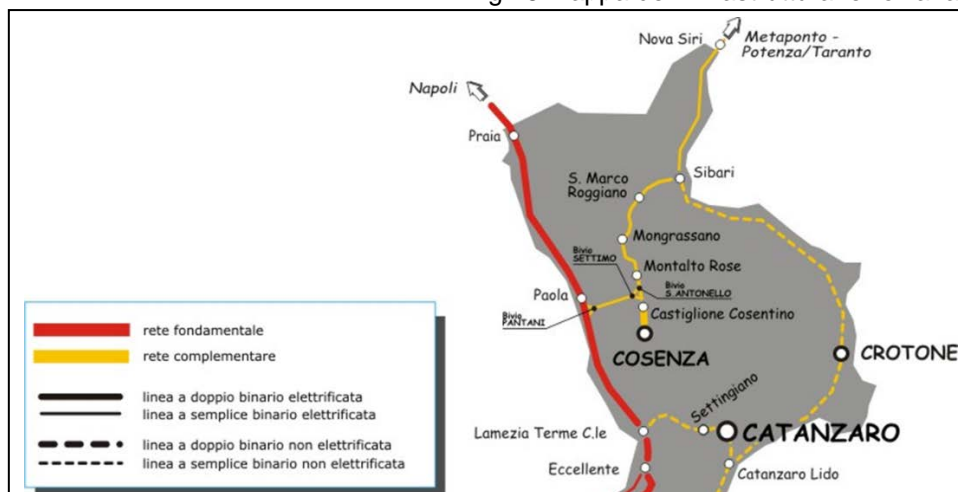 Nova Siri
Metaponto -
Potenza/Taranto
Napoli
Praia
Sibari
S. Marco
Roggiano
Mongrassano
Bivio
SETTIMO
Montalto Rose
Bivio
S.ANTONELLO
Paola
Bivio
PANTANI
Castiglione Cosentino
COSENZA
CROTONE
Settingiano
Lamezia Terme C.le
CATANZARO
Eccellente
Catanzaro Lido
rete fondamentale
rete complementare
linea a doppio binario elettrificata
linea a semplice binario elettrificata
linea a doppio binario non elettrificata
linea a semplice binario non elettrificata